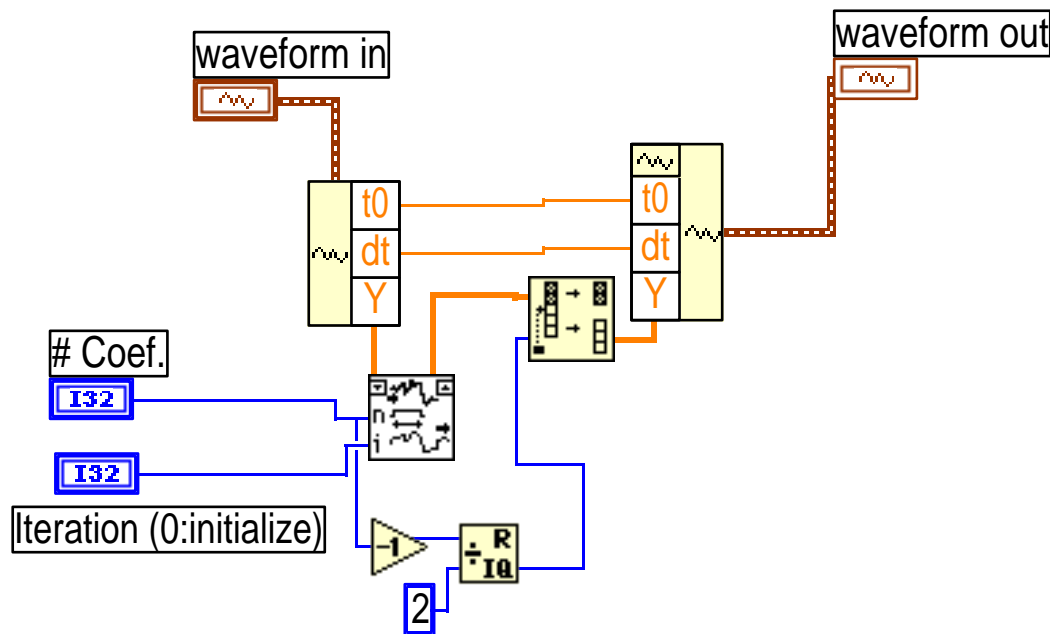 waveform in
waveform out
t0
dt
Y
t0
dt
Y
# Coef.
I32
n
i
I32
Iteration (0:initialize)
-1
÷ R
IQ
2